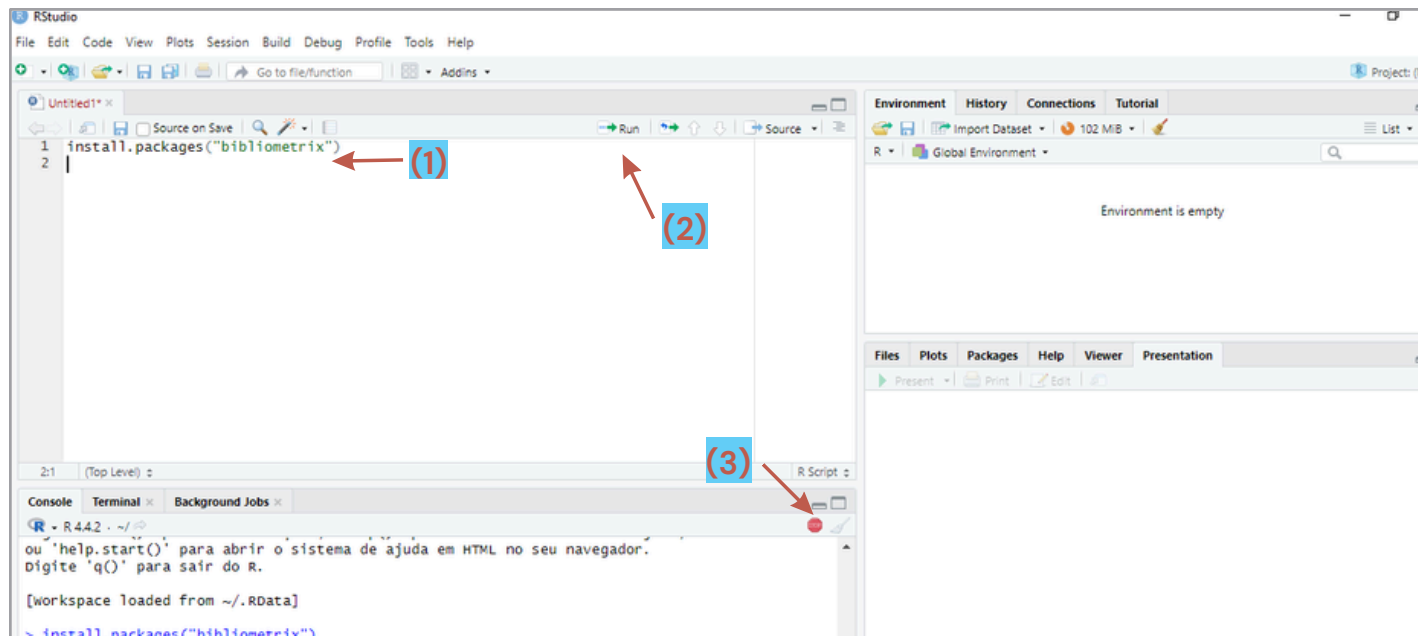 RStudio
File Edit Code View Plots Session Build Debug Profile Tools Help
Go to file/function Addins
Project: (
Untitled1*
Source on Save Run Source
1 install.packages("bibliometrix")
2
(1)
(2)
(3)
2:1 (Top Level) R Script
Console Terminal Background Jobs
R 4.4.2 · ~/
ou 'help.start()' para abrir o sistema de ajuda em HTML no seu navegador.
Digite 'q()' para sair do R.
[Workspace loaded from ~/.RData]
> install.packages("bibliometrix")
Environment History Connections Tutorial
Import Dataset 102 MiB List
R Global Environment
Environment is empty
Files Plots Packages Help Viewer Presentation
Present Print Edit